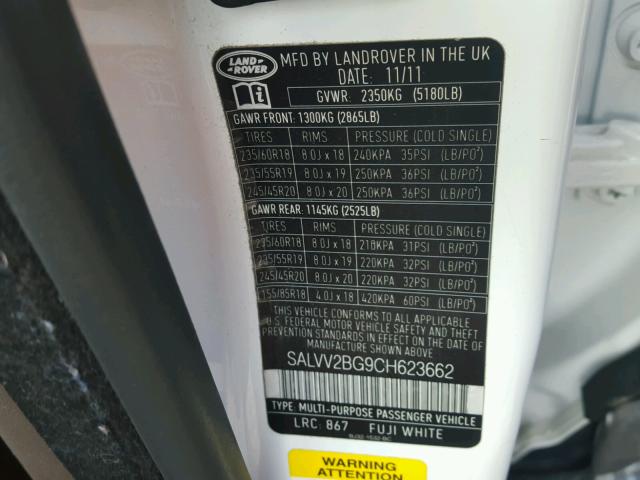 LAND
ROVER
MFD BY LANDROVER IN THE UK
DATE: 11/11
GVWR: 2350KG (5180LB)
GAWR FRONT: 1300KG (2865LB)
TIRES RIMS PRESSURE (COLD SINGLE)
235/60R18 8.0J x 18 240KPA 35PSI (LB/PO²)
235/55R19 8.0J x 19 250KPA 36PSI (LB/PO²)
245/45R20 8.0J x 20 250KPA 36PSI (LB/PO²)
GAWR REAR: 1145KG (2525LB)
TIRES RIMS PRESSURE (COLD SINGLE)
235/60R18 8.0J x 18 218KPA 31PSI (LB/PO²)
235/55R19 8.0J x 19 220KPA 32PSI (LB/PO²)
245/45R20 8.0J x 20 220KPA 32PSI (LB/PO²)
T155/85R18 4.0J x 18 420KPA 60PSI (LB/PO²)
THIS VEHICLE CONFORMS TO ALL APPLICABLE
U.S. FEDERAL MOTOR VEHICLE SAFETY AND THEFT
PREVENTION STANDARDS IN EFFECT ON THE DATE
OF MANUFACTURE SHOWN ABOVE.
SALVV2BG9CH623662
TYPE: MULTI-PURPOSE PASSENGER VEHICLE
LRC: 867 FUJI WHITE
WARNING
ATTENTION